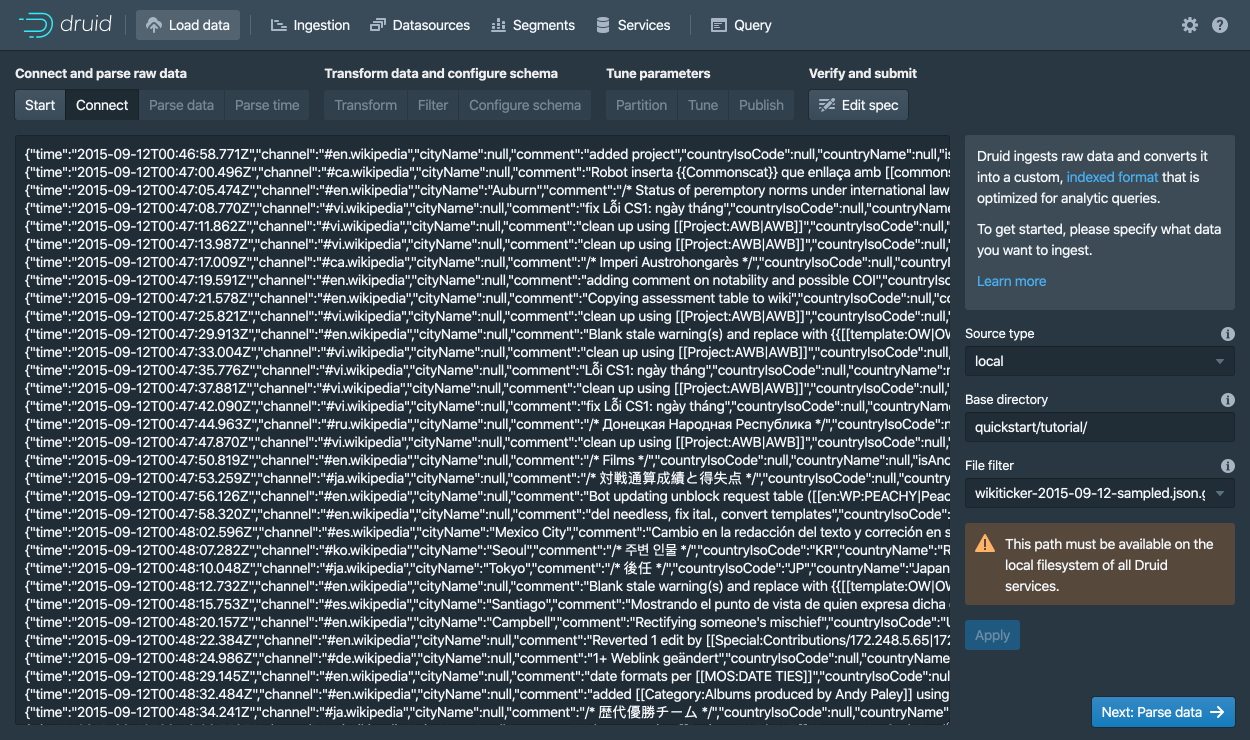 druid Load data Ingestion Datasources Segments Services Query
Connect and parse raw data Transform data and configure schema Tune parameters Verify and submit
Start Connect Parse data Parse time Transform Filter Configure schema Partition Tune Publish Edit spec
{"time":"2015-09-12T00:46:58.771Z","channel":"#en.wikipedia","cityName":null,"comment":"added project","countryIsoCode":null,"countryName":null,"is
{"time":"2015-09-12T00:47:00.496Z","channel":"#ca.wikipedia","cityName":null,"comment":"Robot inserta {{Commonscat}} que enllaça amb [[commons
{"time":"2015-09-12T00:47:05.474Z","channel":"#en.wikipedia","cityName":"Auburn","comment":"/* Status of peremptory norms under international law
{"time":"2015-09-12T00:47:08.770Z","channel":"#vi.wikipedia","cityName":null,"comment":"fix Lỗi CS1: ngày tháng","countryIsoCode":null,"countryName
{"time":"2015-09-12T00:47:11.862Z","channel":"#vi.wikipedia","cityName":null,"comment":"clean up using [[Project:AWB|AWB]]","countryIsoCode":null,"
{"time":"2015-09-12T00:47:13.987Z","channel":"#vi.wikipedia","cityName":null,"comment":"clean up using [[Project:AWB|AWB]]","countryIsoCode":null,"
{"time":"2015-09-12T00:47:17.009Z","channel":"#ca.wikipedia","cityName":null,"comment":"/* Imperi Austrohongarès */","countryIsoCode":null,"countryN
{"time":"2015-09-12T00:47:19.591Z","channel":"#en.wikipedia","cityName":null,"comment":"adding comment on notability and possible COI","countryIso
{"time":"2015-09-12T00:47:21.578Z","channel":"#en.wikipedia","cityName":null,"comment":"Copying assessment table to wiki","countryIsoCode":null,"co
{"time":"2015-09-12T00:47:25.821Z","channel":"#vi.wikipedia","cityName":null,"comment":"clean up using [[Project:AWB|AWB]]","countryIsoCode":null,"
{"time":"2015-09-12T00:47:29.913Z","channel":"#en.wikipedia","cityName":null,"comment":"Blank stale warning(s) and replace with {{[[template:OW|OW
{"time":"2015-09-12T00:47:33.004Z","channel":"#vi.wikipedia","cityName":null,"comment":"clean up using [[Project:AWB|AWB]]","countryIsoCode":null,"
{"time":"2015-09-12T00:47:35.776Z","channel":"#vi.wikipedia","cityName":null,"comment":"Lỗi CS1: ngày tháng","countryIsoCode":null,"countryName":n
{"time":"2015-09-12T00:47:37.881Z","channel":"#vi.wikipedia","cityName":null,"comment":"clean up using [[Project:AWB|AWB]]","countryIsoCode":null,"
{"time":"2015-09-12T00:47:42.090Z","channel":"#vi.wikipedia","cityName":null,"comment":"fix Lỗi CS1: ngày tháng","countryIsoCode":null,"countryName
{"time":"2015-09-12T00:47:44.963Z","channel":"#ru.wikipedia","cityName":null,"comment":"/* Донецкая Народная Республика */","countryIsoCode":n
{"time":"2015-09-12T00:47:47.870Z","channel":"#vi.wikipedia","cityName":null,"comment":"clean up using [[Project:AWB|AWB]]","countryIsoCode":null,"
{"time":"2015-09-12T00:47:50.819Z","channel":"#en.wikipedia","cityName":null,"comment":"/* Films */","countryIsoCode":null,"countryName":null,"isAno
{"time":"2015-09-12T00:47:53.259Z","channel":"#ja.wikipedia","cityName":null,"comment":"/* 対戦通算成績と得失点 */","countryIsoCode":null,"count
{"time":"2015-09-12T00:47:56.126Z","channel":"#en.wikipedia","cityName":null,"comment":"Bot updating unblock request table ([[en:WP:PEACHY|Peac
{"time":"2015-09-12T00:47:58.320Z","channel":"#en.wikipedia","cityName":null,"comment":"del needless, fix ital., convert templates","countryIsoCode":nul
{"time":"2015-09-12T00:48:02.596Z","channel":"#es.wikipedia","cityName":"Mexico City","comment":"Cambio en la redacción del texto y correción en s
{"time":"2015-09-12T00:48:07.282Z","channel":"#ko.wikipedia","cityName":"Seoul","comment":"/* 주변 인물 */","countryIsoCode":"KR","countryName":"R
{"time":"2015-09-12T00:48:10.048Z","channel":"#ja.wikipedia","cityName":"Tokyo","comment":"/* 後任 */","countryIsoCode":"JP","countryName":"Japan
{"time":"2015-09-12T00:48:12.732Z","channel":"#en.wikipedia","cityName":null,"comment":"Blank stale warning(s) and replace with {{[[template:OW|OW
{"time":"2015-09-12T00:48:15.753Z","channel":"#es.wikipedia","cityName":"Santiago","comment":"Mostrando el punto de vista de quien expresa dicha
{"time":"2015-09-12T00:48:20.157Z","channel":"#en.wikipedia","cityName":"Campbell","comment":"Rectifying someone's mischief","countryIsoCode":"U
{"time":"2015-09-12T00:48:22.384Z","channel":"#en.wikipedia","cityName":null,"comment":"Reverted 1 edit by [[Special:Contributions/172.248.5.65|172
{"time":"2015-09-12T00:48:24.986Z","channel":"#de.wikipedia","cityName":null,"comment":"1+ Weblink geändert","countryIsoCode":null,"countryName
{"time":"2015-09-12T00:48:29.145Z","channel":"#en.wikipedia","cityName":null,"comment":"date formats per [[MOS:DATE TIES]]","countryIsoCode":nul
{"time":"2015-09-12T00:48:32.484Z","channel":"#en.wikipedia","cityName":null,"comment":"added [[Category:Albums produced by Andy Paley]] using
{"time":"2015-09-12T00:48:34.241Z","channel":"#ja.wikipedia","cityName":null,"comment":"/* 歴代優勝チーム */","countryIsoCode":null,"countryName"
Druid ingests raw data and converts it
into a custom, indexed format that is
optimized for analytic queries.
To get started, please specify what data
you want to ingest.
Learn more
Source type
local
Base directory
quickstart/tutorial/
File filter
wikiticker-2015-09-12-sampled.json.g
This path must be available on the
local filesystem of all Druid
services.
Apply
Next: Parse data